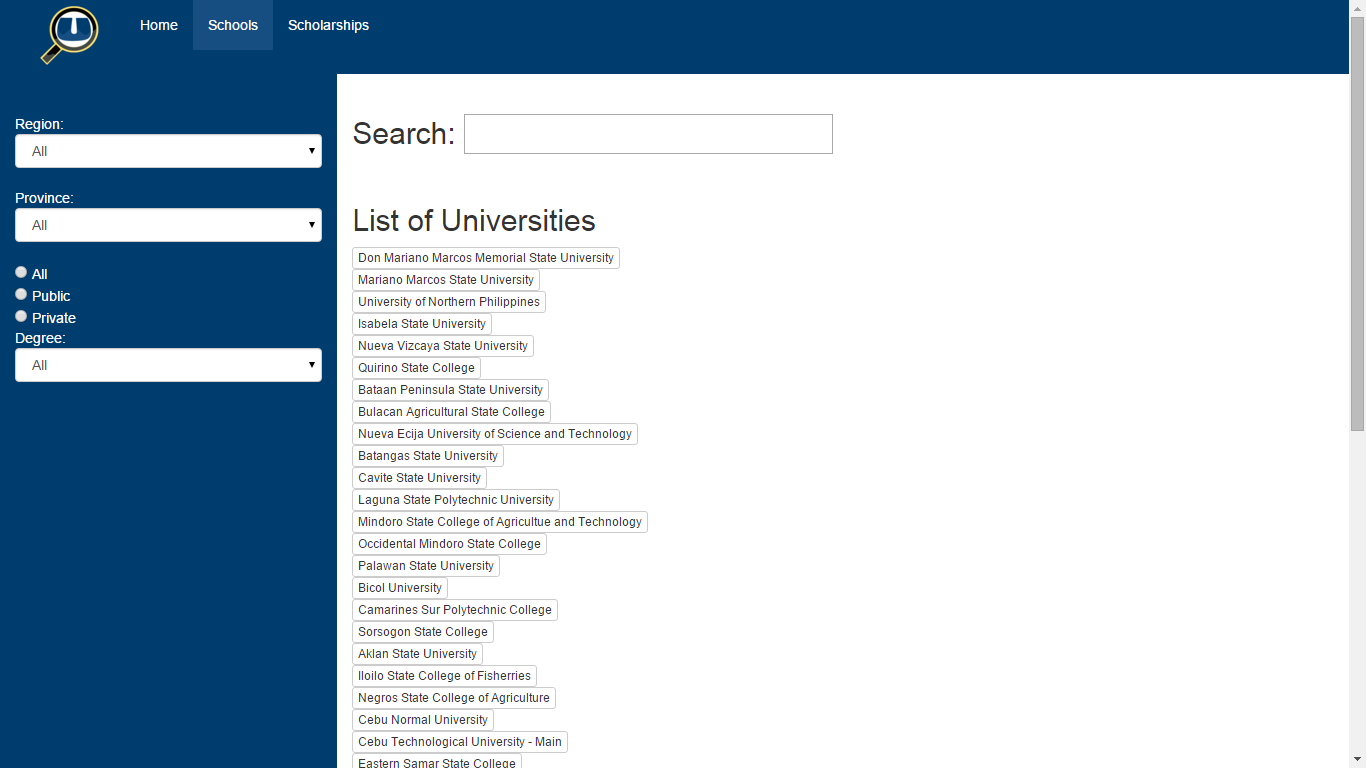 Home Schools Scholarships
Region:
All
Province:
All
All
Public
Private
Degree:
All
Search:
List of Universities
Don Mariano Marcos Memorial State University
Mariano Marcos State University
University of Northern Philippines
Isabela State University
Nueva Vizcaya State University
Quirino State College
Bataan Peninsula State University
Bulacan Agricultural State College
Nueva Ecija University of Science and Technology
Batangas State University
Cavite State University
Laguna State Polytechnic University
Mindoro State College of Agricultue and Technology
Occidental Mindoro State College
Palawan State University
Bicol University
Camarines Sur Polytechnic College
Sorsogon State College
Aklan State University
Iloilo State College of Fisherries
Negros State College of Agriculture
Cebu Normal University
Cebu Technological University - Main
Eastern Samar State College